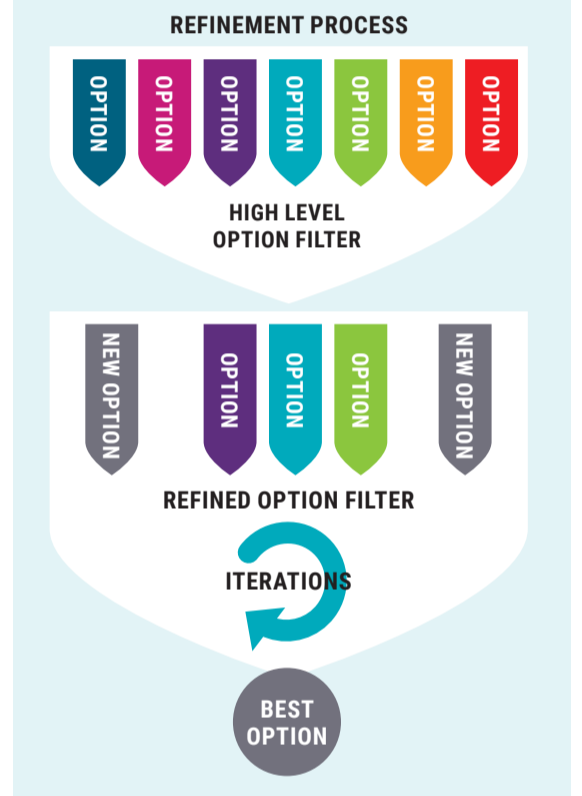 REFINEMENT PROCESS
OPTION
OPTION
OPTION
OPTION
OPTION
OPTION
OPTION
HIGH LEVEL
OPTION FILTER
NEW OPTION
OPTION
OPTION
OPTION
NEW OPTION
REFINED OPTION FILTER
ITERATIONS
BEST
OPTION